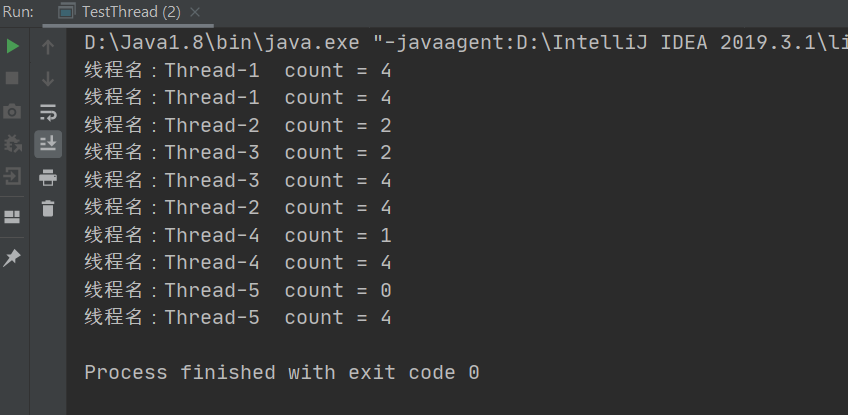 Run: TestThread (2)
D:\Java1.8\bin\java.exe "-javaagent:D:\IntelliJ IDEA 2019.3.1\li
线程名：Thread-1  count = 4
线程名：Thread-1  count = 4
线程名：Thread-2  count = 2
线程名：Thread-3  count = 2
线程名：Thread-3  count = 4
线程名：Thread-2  count = 4
线程名：Thread-4  count = 1
线程名：Thread-4  count = 4
线程名：Thread-5  count = 0
线程名：Thread-5  count = 4
Process finished with exit code 0